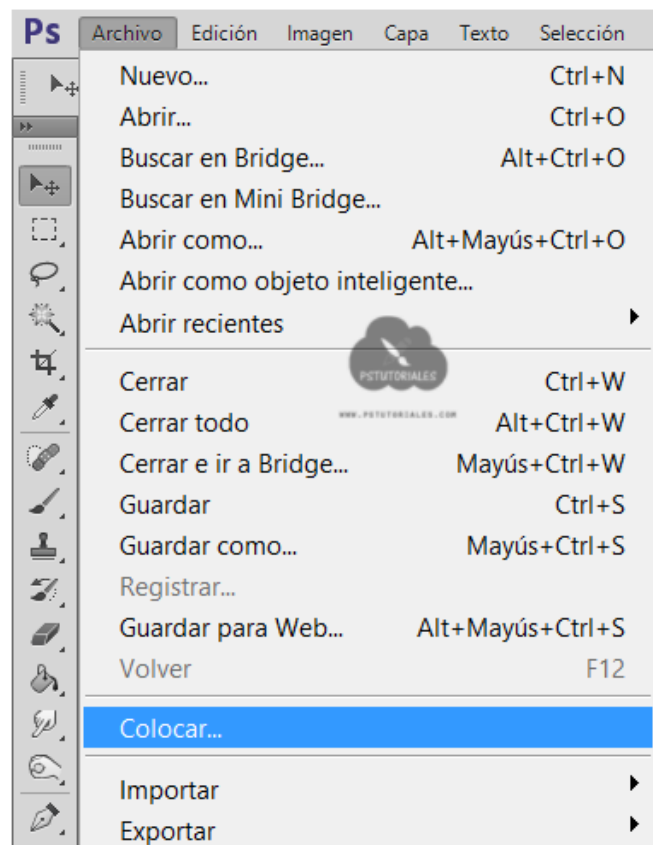 Ps Archivo Edición Imagen Capa Texto Selección
Nuevo... Ctrl+N
Abrir... Ctrl+O
Buscar en Bridge... Alt+Ctrl+O
Buscar en Mini Bridge...
Abrir como... Alt+Mayús+Ctrl+O
Abrir como objeto inteligente...
Abrir recientes
PSTUTORIALES
Cerrar Ctrl+W
WWW.PSTUTORIALES.COM
Cerrar todo Alt+Ctrl+W
Cerrar e ir a Bridge... Mayús+Ctrl+W
Guardar Ctrl+S
Guardar como... Mayús+Ctrl+S
Registrar...
Guardar para Web... Alt+Mayús+Ctrl+S
Volver F12
Colocar...
Importar
Exportar